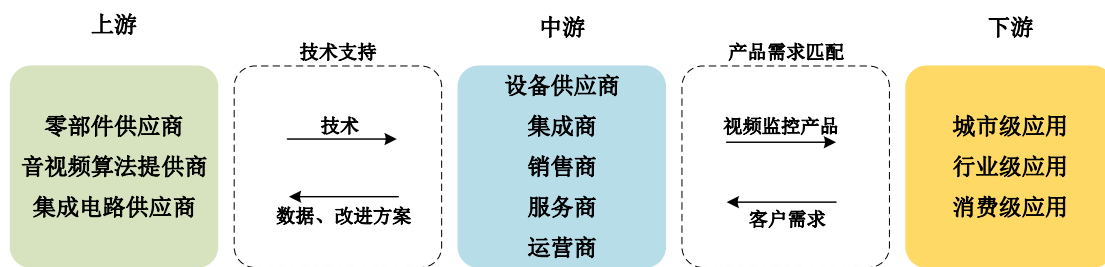 上游
中游
下游
技术支持
产品需求匹配
零部件供应商
音视频算法提供商
集成电路供应商
技术
数据、改进方案
设备供应商
集成商
销售商
服务商
运营商
视频监控产品
客户需求
城市级应用
行业级应用
消费级应用